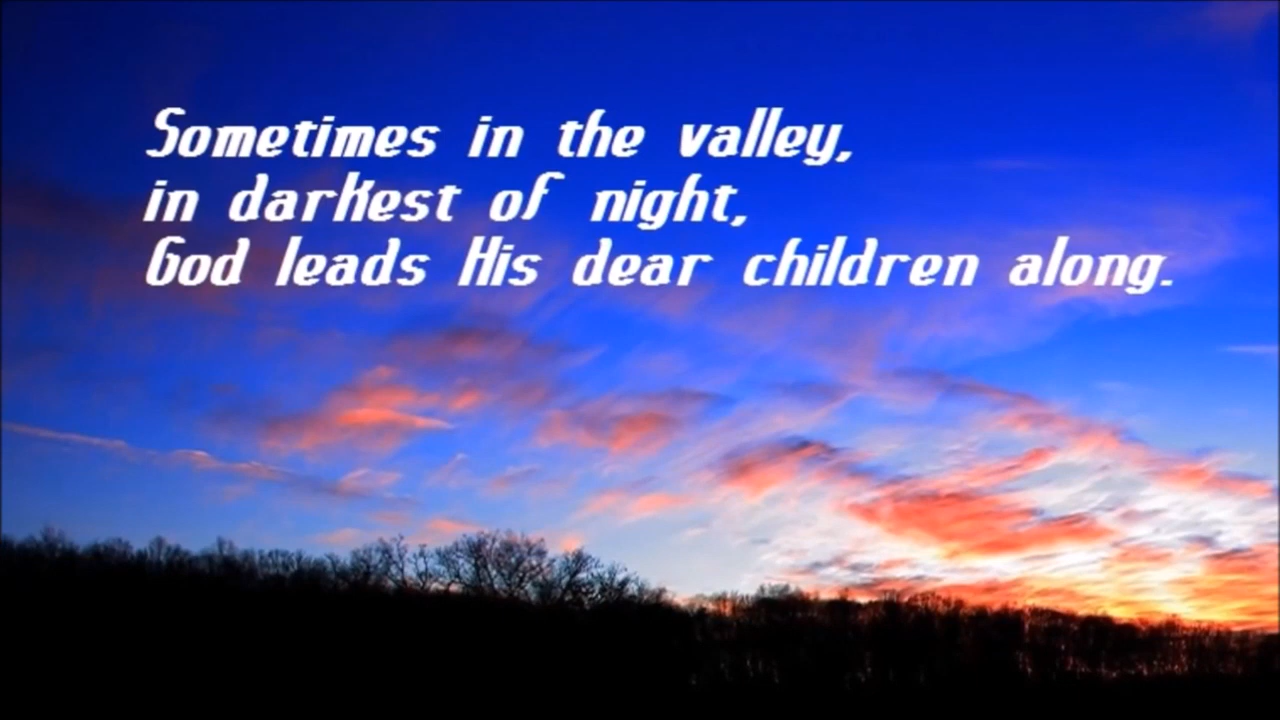 Sometimes in the valley,
in darkest of night,
God leads His dear children along.